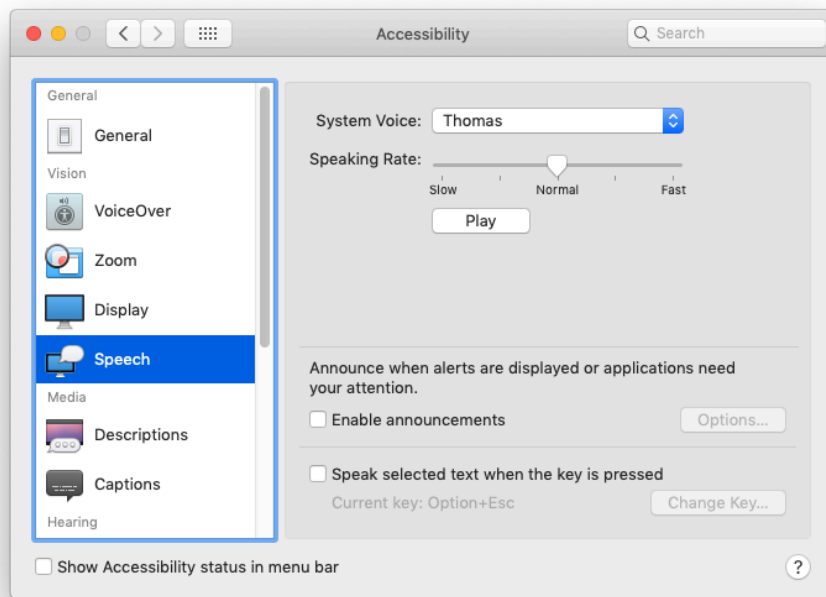 Accessibility
Search
General
General
Vision
VoiceOver
Zoom
Display
Speech
Media
Descriptions
Captions
Hearing
System Voice: Thomas
Speaking Rate:
Slow Normal Fast
Play
Announce when alerts are displayed or applications need
your attention.
Enable announcements Options...
Speak selected text when the key is pressed
Current key: Option+Esc Change Key...
Show Accessibility status in menu bar ?